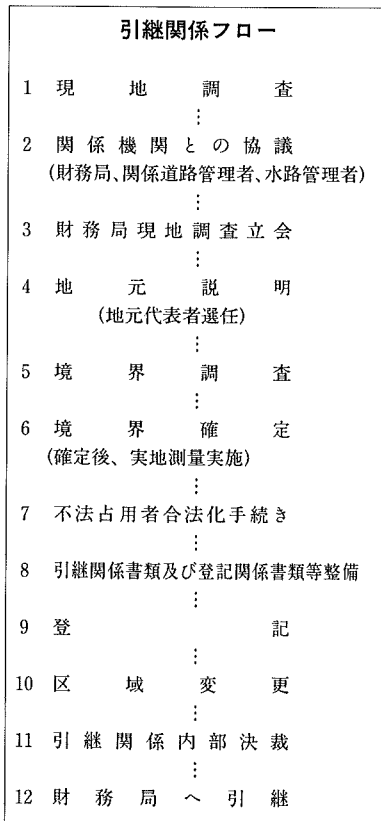 引継関係フロー
1 現地調査
⋮
2 関係機関との協議
(財務局、関係道路管理者、水路管理者)
⋮
3 財務局現地調査立会
⋮
4 地元説明
(地元代表者選任)
⋮
5 境界調査
⋮
6 境界確定
(確定後、実地測量実施)
⋮
7 不法占用者合法化手続き
⋮
8 引継関係書類及び登記関係書類等整備
⋮
9 登記
⋮
10 区域変更
⋮
11 引継関係内部決裁
⋮
12 財務局へ引継